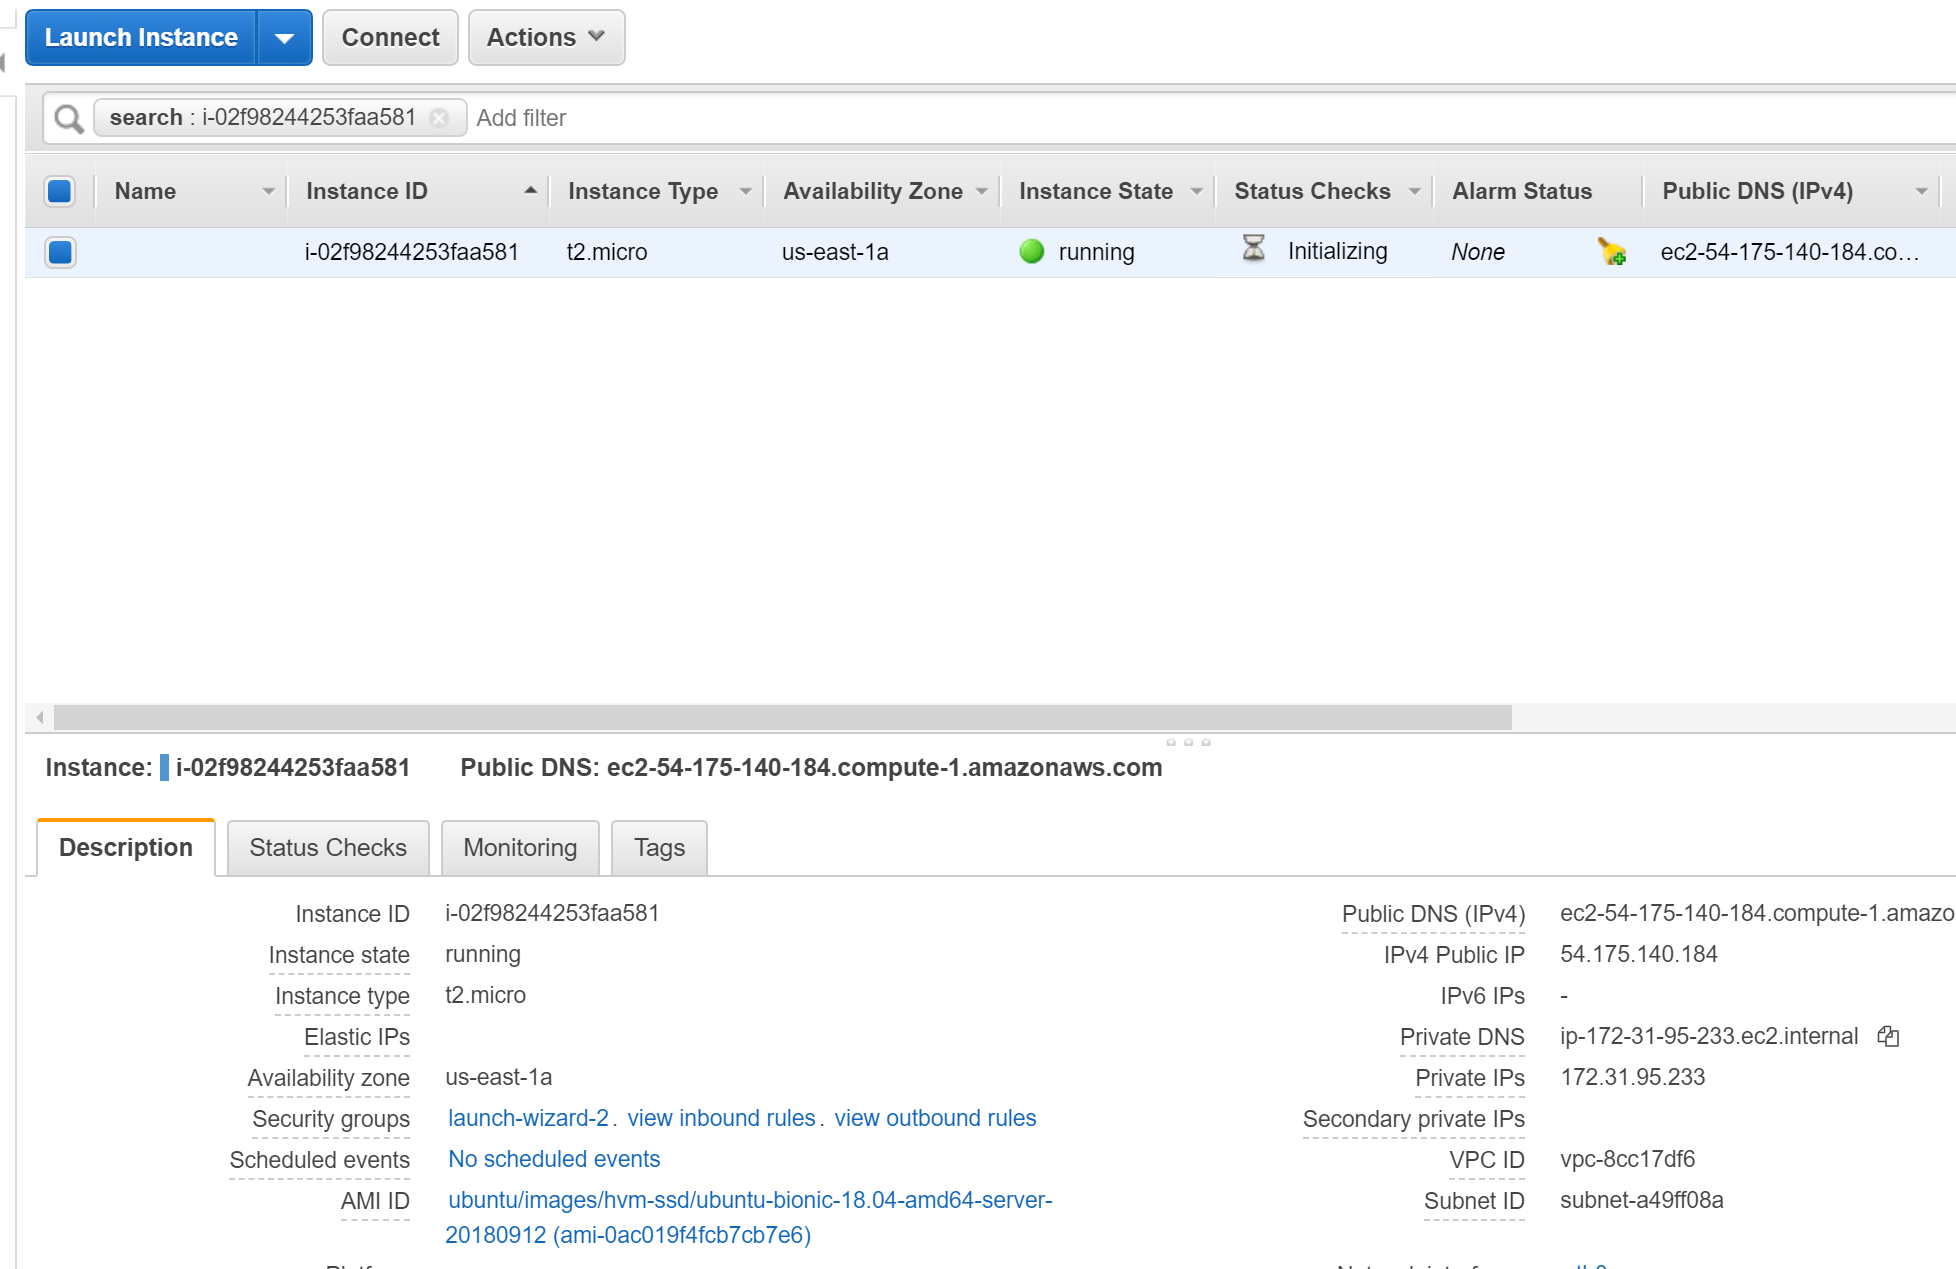 Launch Instance Connect Actions
search : i-02f98244253faa581 Add filter
Name Instance ID Instance Type Availability Zone Instance State Status Checks Alarm Status Public DNS (IPv4)
i-02f98244253faa581 t2.micro us-east-1a running Initializing None ec2-54-175-140-184.co…
Instance: i-02f98244253faa581 Public DNS: ec2-54-175-140-184.compute-1.amazonaws.com
Description Status Checks Monitoring Tags
Instance ID i-02f98244253faa581 Public DNS (IPv4) ec2-54-175-140-184.compute-1.amazo
Instance state running IPv4 Public IP 54.175.140.184
Instance type t2.micro IPv6 IPs -
Elastic IPs Private DNS ip-172-31-95-233.ec2.internal
Availability zone us-east-1a Private IPs 172.31.95.233
Security groups launch-wizard-2. view inbound rules. view outbound rules Secondary private IPs
Scheduled events No scheduled events VPC ID vpc-8cc17df6
AMI ID ubuntu/images/hvm-ssd/ubuntu-bionic-18.04-amd64-server- Subnet ID subnet-a49ff08a
20180912 (ami-0ac019f4fcb7cb7e6)